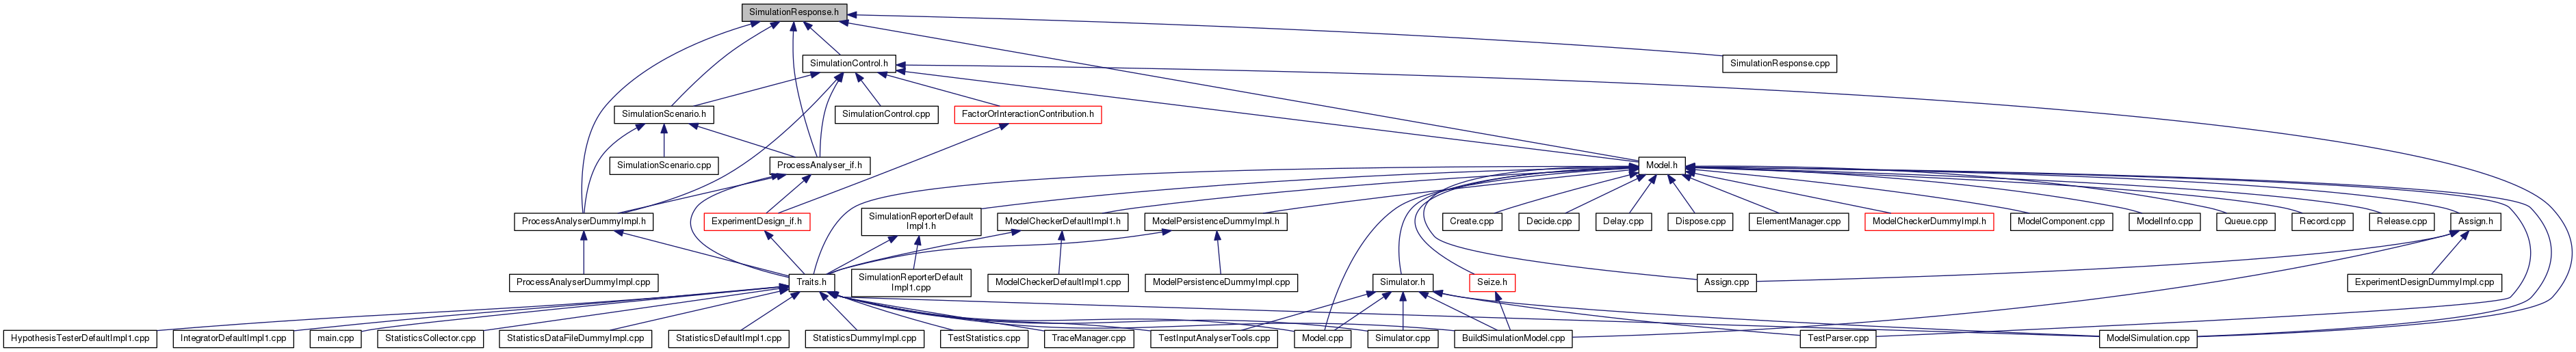 SimulationResponse.h
SimulationControl.h
SimulationResponse.cpp
SimulationScenario.h
SimulationControl.cpp
FactorOrInteractionContribution.h
SimulationScenario.cpp
ProcessAnalyser_if.h
Model.h
ProcessAnalyserDummyImpl.h
ExperimentDesign_if.h
SimulationReporterDefault
Impl1.h
ModelCheckerDefaultImpl1.h
ModelPersistenceDummyImpl.h
Create.cpp
Decide.cpp
Delay.cpp
Dispose.cpp
ElementManager.cpp
ModelCheckerDummyImpl.h
ModelComponent.cpp
ModelInfo.cpp
Queue.cpp
Record.cpp
Release.cpp
Assign.h
ProcessAnalyserDummyImpl.cpp
Traits.h
SimulationReporterDefault
Impl1.cpp
ModelCheckerDefaultImpl1.cpp
ModelPersistenceDummyImpl.cpp
Simulator.h
Seize.h
Assign.cpp
ExperimentDesignDummyImpl.cpp
HypothesisTesterDefaultImpl1.cpp
IntegratorDefaultImpl1.cpp
main.cpp
StatisticsCollector.cpp
StatisticsDataFileDummyImpl.cpp
StatisticsDefaultImpl1.cpp
StatisticsDummyImpl.cpp
TestStatistics.cpp
TraceManager.cpp
TestInputAnalyserTools.cpp
Model.cpp
Simulator.cpp
BuildSimulationModel.cpp
TestParser.cpp
ModelSimulation.cpp